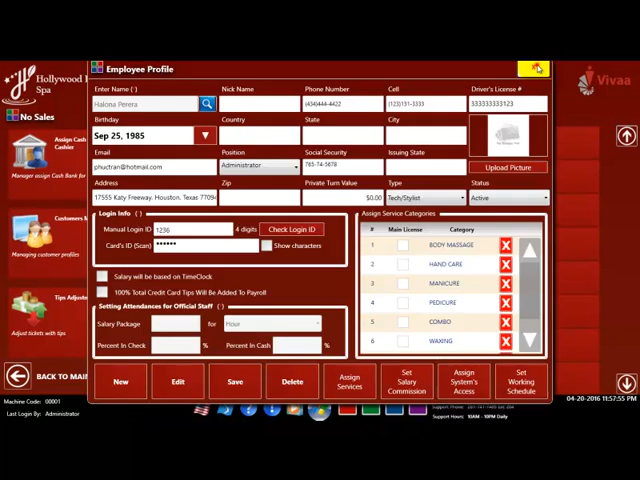 Employee Profile
Hollywood
Spa
Vivaa
No Sales
Enter Name (*)
Nick Name
Phone Number
Cell
Driver's License #
Halona Perera
(434)444-4422
(123)131-3333
333333333123
Birthday
Country
State
City
Sep 25, 1985
Email
Position
Social Security
Issuing State
Upload Picture
phuctran@hotmail.com
Administrator
765-74-5878
Address
Zip
Private Turn Value
Type
Status
17555 Katy Freeway, Houston, Texas 7709
$0.00
Tech/Stylist
Active
Login Info (*)
Manual Login ID
1236
4 digits
Check Login ID
Card's ID (Scan)
******
Show characters
Salary will be based on TimeClock
100% Total Credit Card Tips Will Be Added To Payroll
Setting Attendances for Official Staff (*)
Salary Package
for
Hour
Percent In Check
%
Percent In Cash
%
Assign Service Categories
# Main License Category
1 BODY MASSAGE X
2 HAND CARE X
3 MANICURE X
4 PEDICURE X
5 COMBO X
6 WAXING X
New
Edit
Save
Delete
Assign Services
Set Salary Commission
Assign System's Access
Set Working Schedule
Assign Cash
Cashier
Manager assign Cash Bank for
Customers M
Managing customer profiles
Tips Adjustm
Adjust tickets with tips
BACK TO MAIN
Machine Code: 00001
Last Login By: Administrator
Support Hours: 10AM - 10PM Daily
04-20-2016 11:57:55 PM